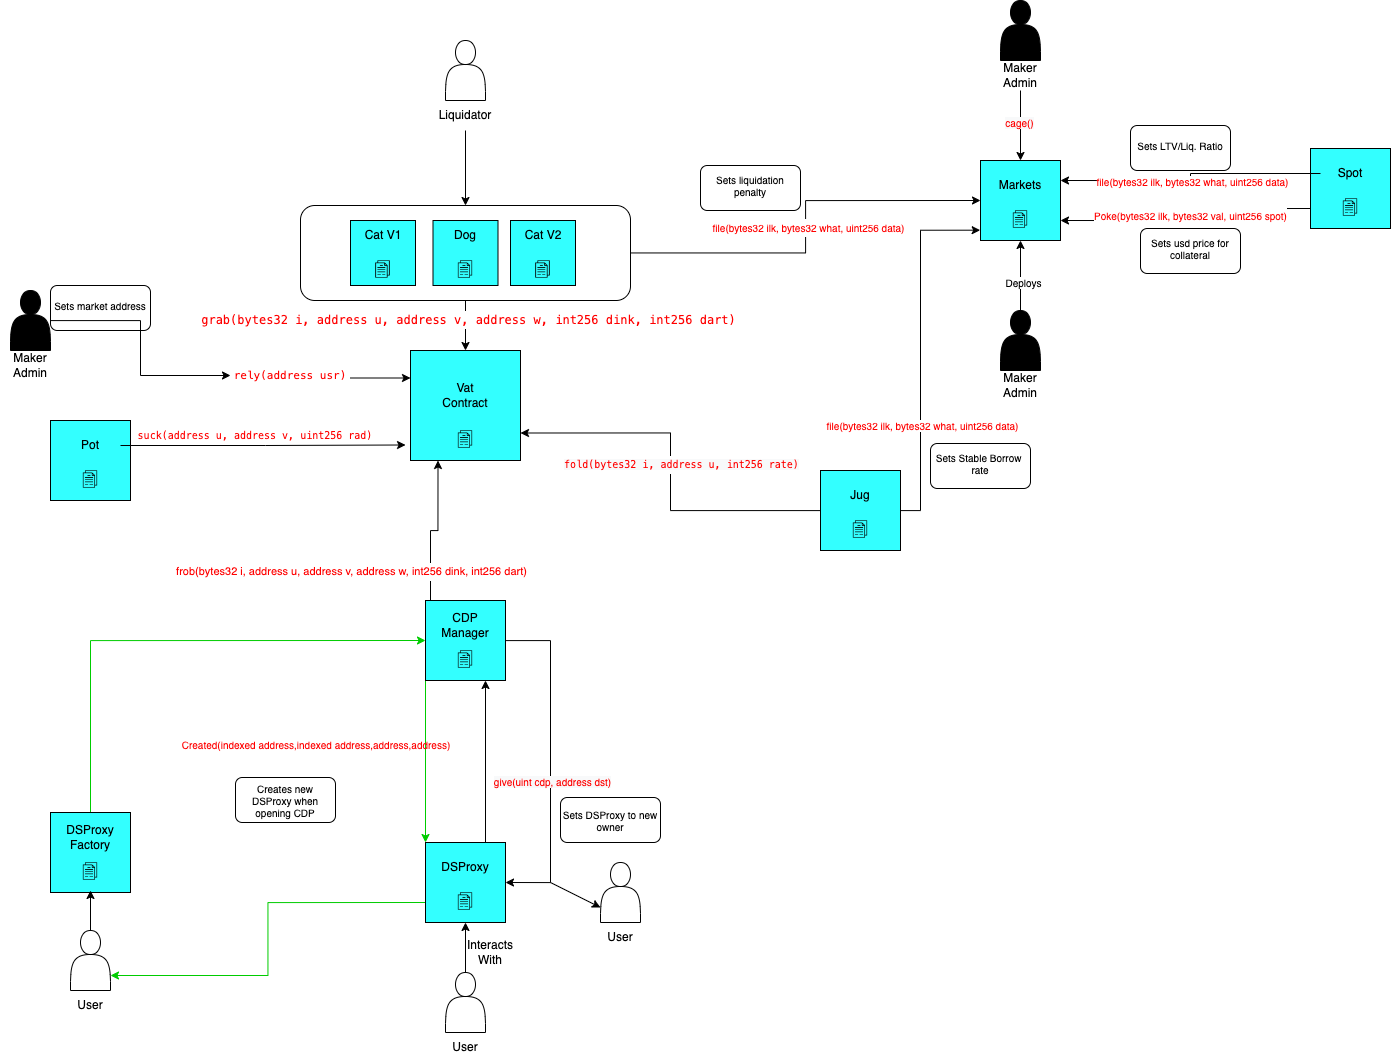 Maker
Admin
cage()
Liquidator
Sets LTV/Liq. Ratio
Sets liquidation
penalty
Markets
file(bytes32 ilk, bytes32 what, uint256 data)
Spot
Poke(bytes32 ilk, bytes32 val, uint256 spot)
file(bytes32 ilk, bytes32 what, uint256 data)
Cat V1
Dog
Cat V2
Sets usd price for
collateral
Deploys
Sets market address
grab(bytes32 i, address u, address v, address w, int256 dink, int256 dart)
Maker
Admin
rely(address usr)
Vat
Contract
Maker
Admin
Pot
suck(address u, address v, uint256 rad)
file(bytes32 ilk, bytes32 what, uint256 data)
fold(bytes32 i, address u, int256 rate)
Sets Stable Borrow
rate
Jug
frob(bytes32 i, address u, address v, address w, int256 dink, int256 dart)
CDP
Manager
Created(indexed address,indexed address,address,address)
give(uint cdp, address dst)
Creates new
DSProxy when
opening CDP
Sets DSProxy to new
owner
DSProxy
Factory
DSProxy
User
Interacts
With
User
User